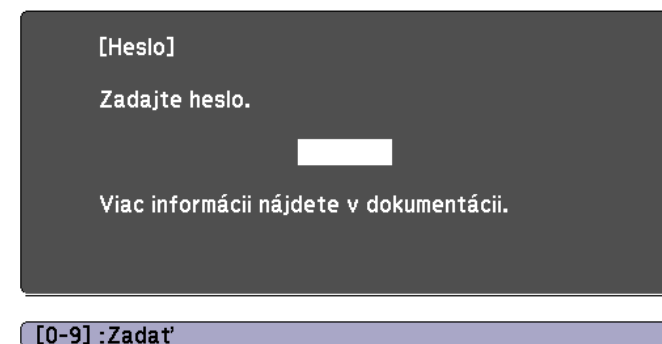 [Heslo]
Zadajte heslo.
Viac informácii nájdete v dokumentácii.
[0-9] :Zadať